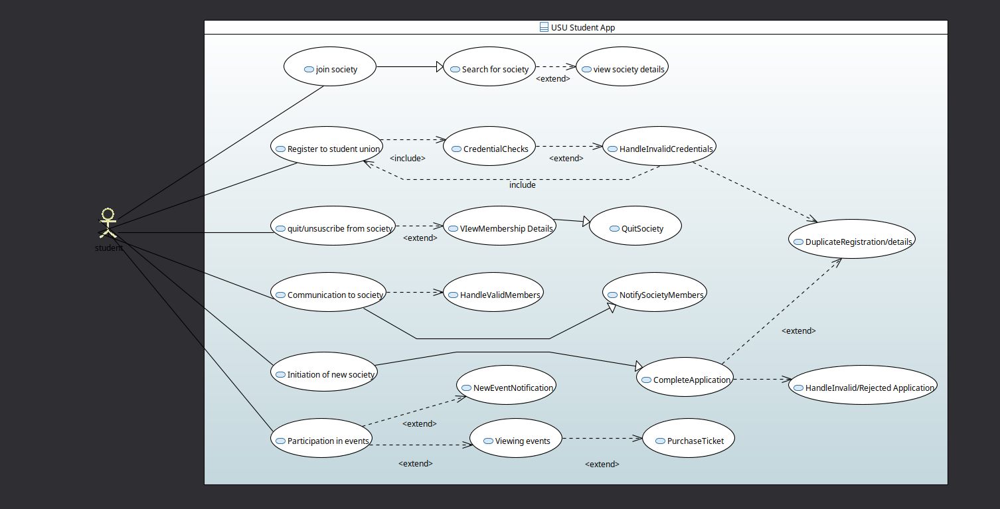 USU Student App
join society
Search for society
<extend>
view society details
Register to student union
<include>
CredentialChecks
<extend>
HandleInvalidCredentials
include
student
quit/unsuscribe from society
<extend>
VIewMembership Details
QuitSociety
DuplicateRegistration/details
Communication to society
HandleValidMembers
NotifySocietyMembers
<extend>
Initiation of new society
NewEventNotification
CompleteApplication
HandleInvalid/Rejected Application
<extend>
Participation in events
<extend>
Viewing events
<extend>
PurchaseTicket